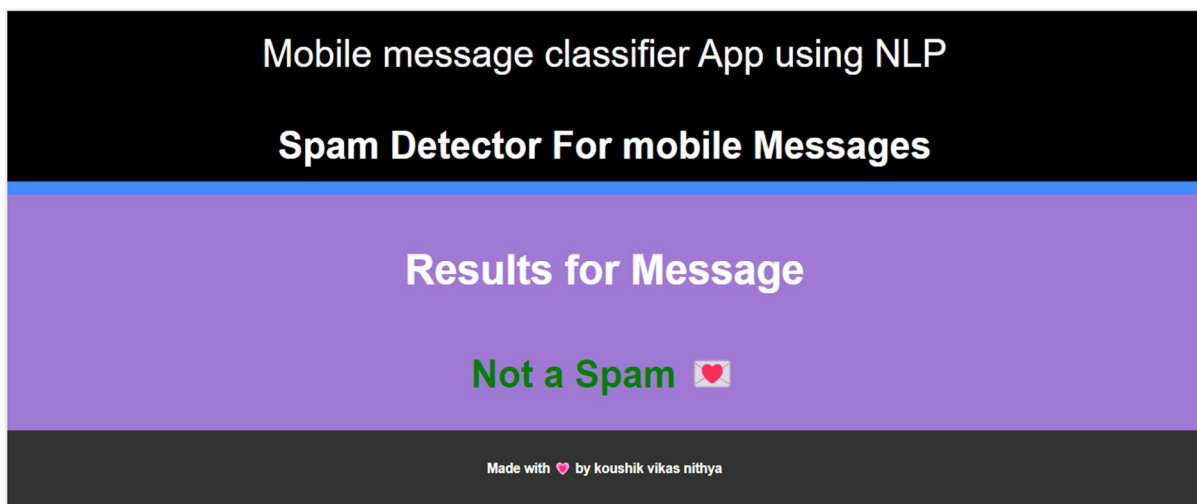 Mobile message classifier App using NLP
Spam Detector For mobile Messages
Results for Message
Not a Spam 💌
Made with 💗 by koushik vikas nithya